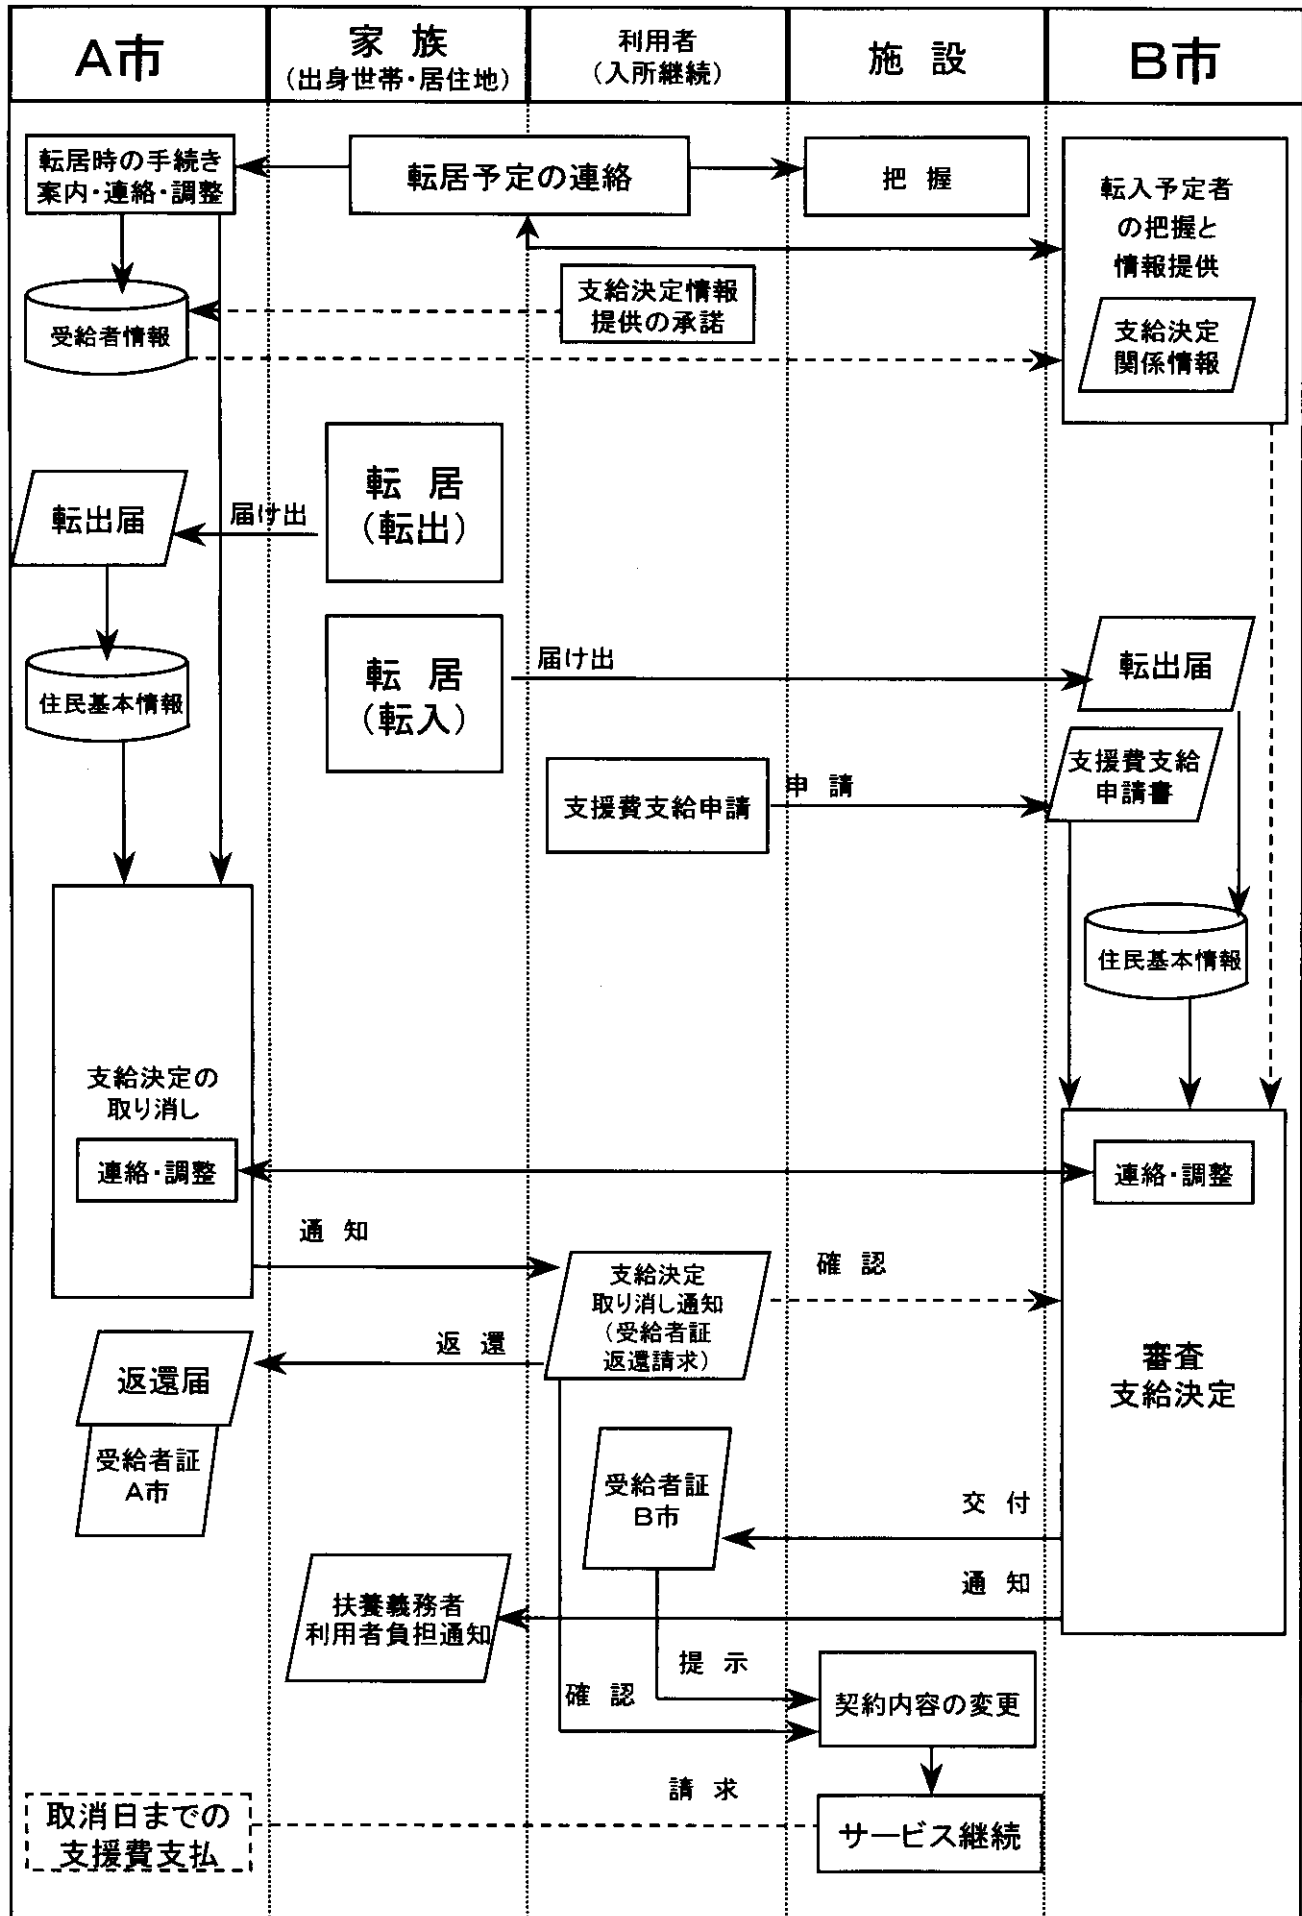 A市
家 族
(出身世帯・居住地)
利用者
(入所継続)
施 設
B市
転居時の手続き
案内・連絡・調整
転居予定の連絡
把 握
転入予定者
の把握と
情報提供
支給決定情報
提供の承諾
受給者情報
支給決定
関係情報
転 居
(転出)
届け出
転出届
転 居
(転入)
届け出
転出届
住民基本情報
支援費支給申請
申 請
支援費支給
申請書
住民基本情報
支給決定の
取り消し
連絡・調整
連絡・調整
通 知
支給決定
取り消し通知
(受給者証
返還請求)
確 認
返 還
返還届
審査
支給決定
受給者証
A市
受給者証
B市
交 付
通 知
扶養義務者
利用者負担通知
提 示
確 認
契約内容の変更
請 求
取消日までの
支援費支払
サービス継続